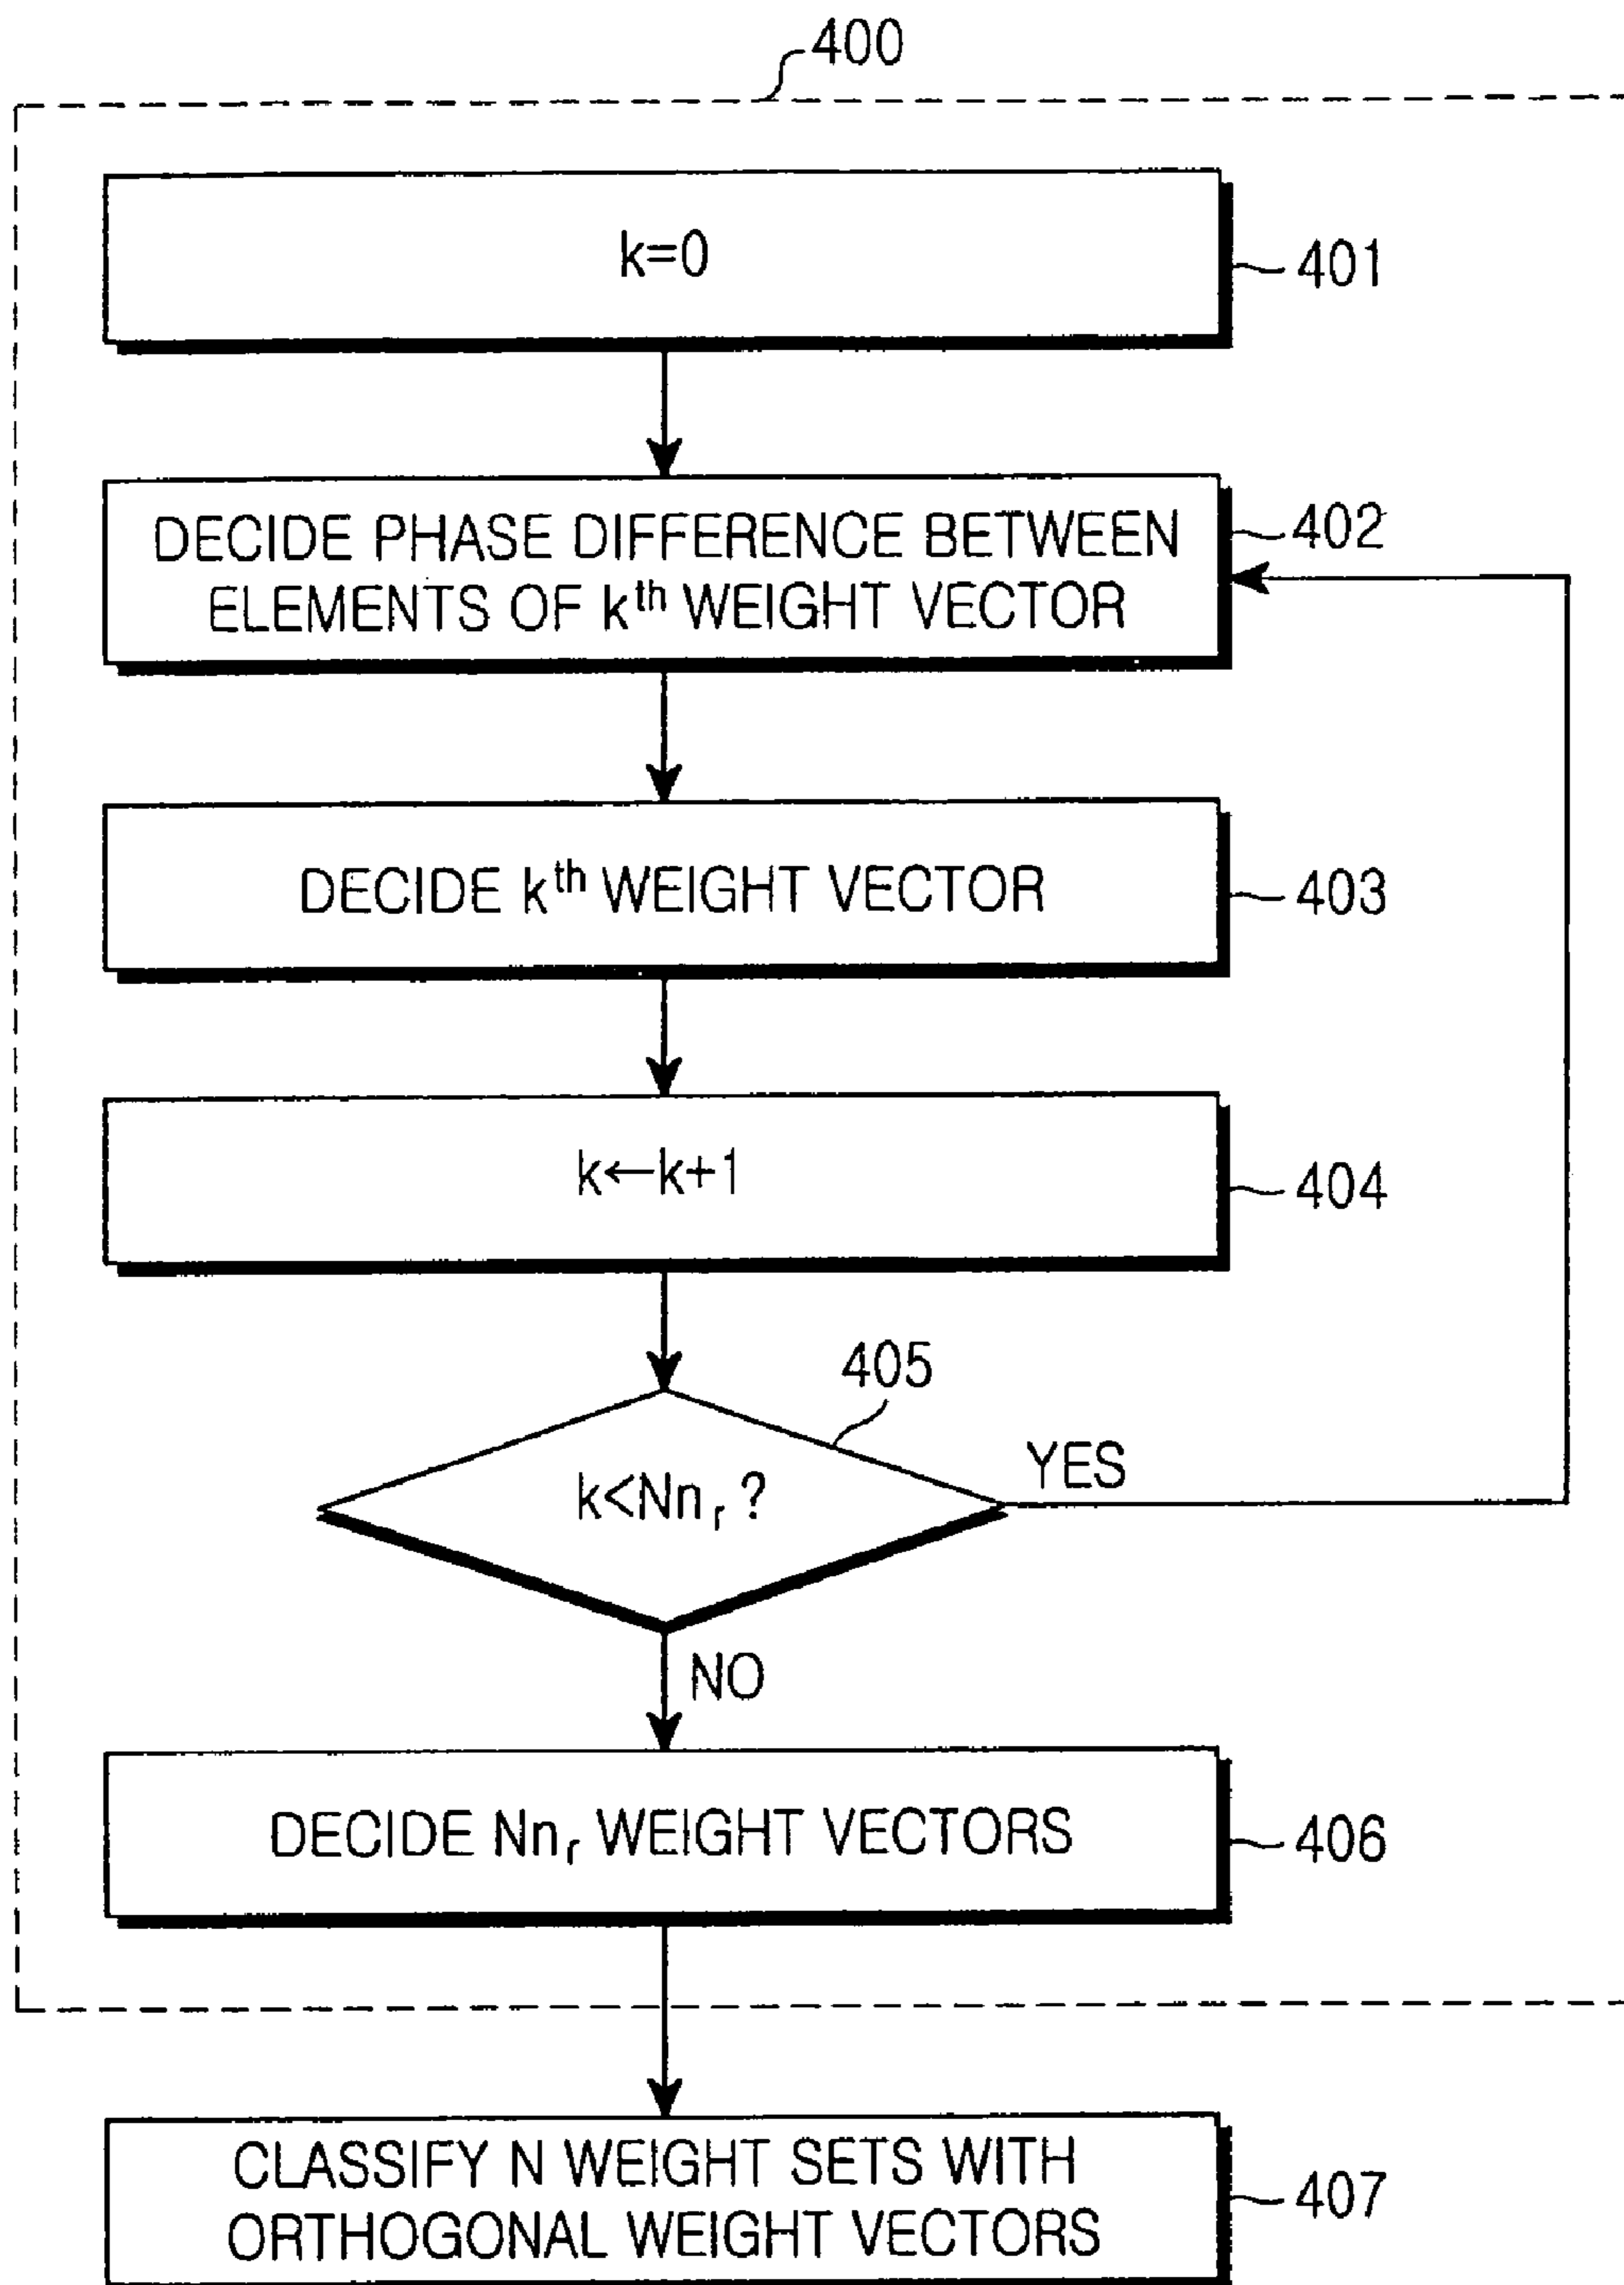 400
k=0
401
DECIDE PHASE DIFFERENCE BETWEEN
ELEMENTS OF kth WEIGHT VECTOR
402
DECIDE kth WEIGHT VECTOR
403
k←k+1
404
405
k<Nnr ?
YES
NO
DECIDE Nnr WEIGHT VECTORS
406
CLASSIFY N WEIGHT SETS WITH
ORTHOGONAL WEIGHT VECTORS
407